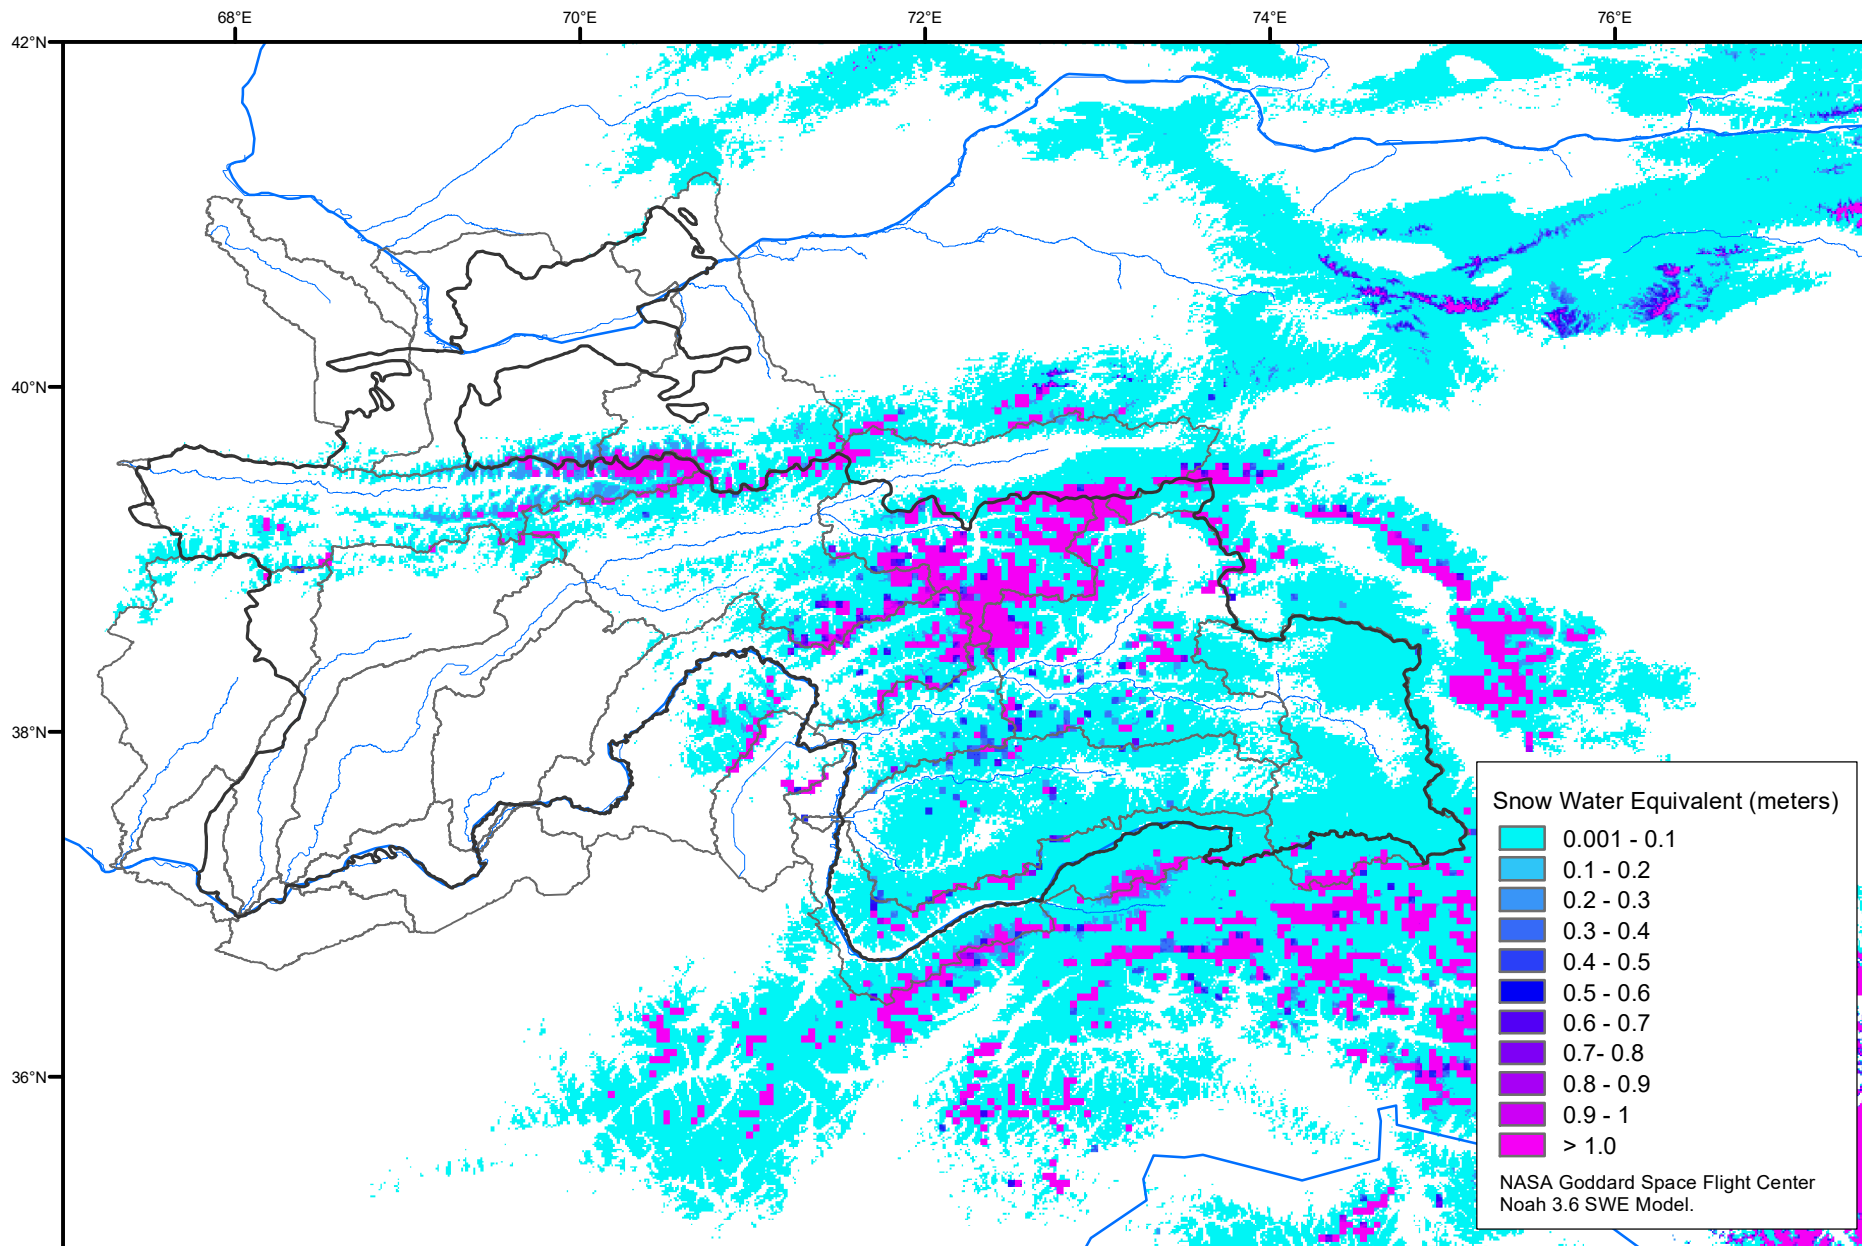 68°E
70°E
72°E
74°E
76°E
42°N
40°N
38°N
36°N
Snow Water Equivalent (meters)
0.001 - 0.1
0.1 - 0.2
0.2 - 0.3
0.3 - 0.4
0.4 - 0.5
0.5 - 0.6
0.6 - 0.7
0.7- 0.8
0.8 - 0.9
0.9 - 1
> 1.0
NASA Goddard Space Flight Center
Noah 3.6 SWE Model.